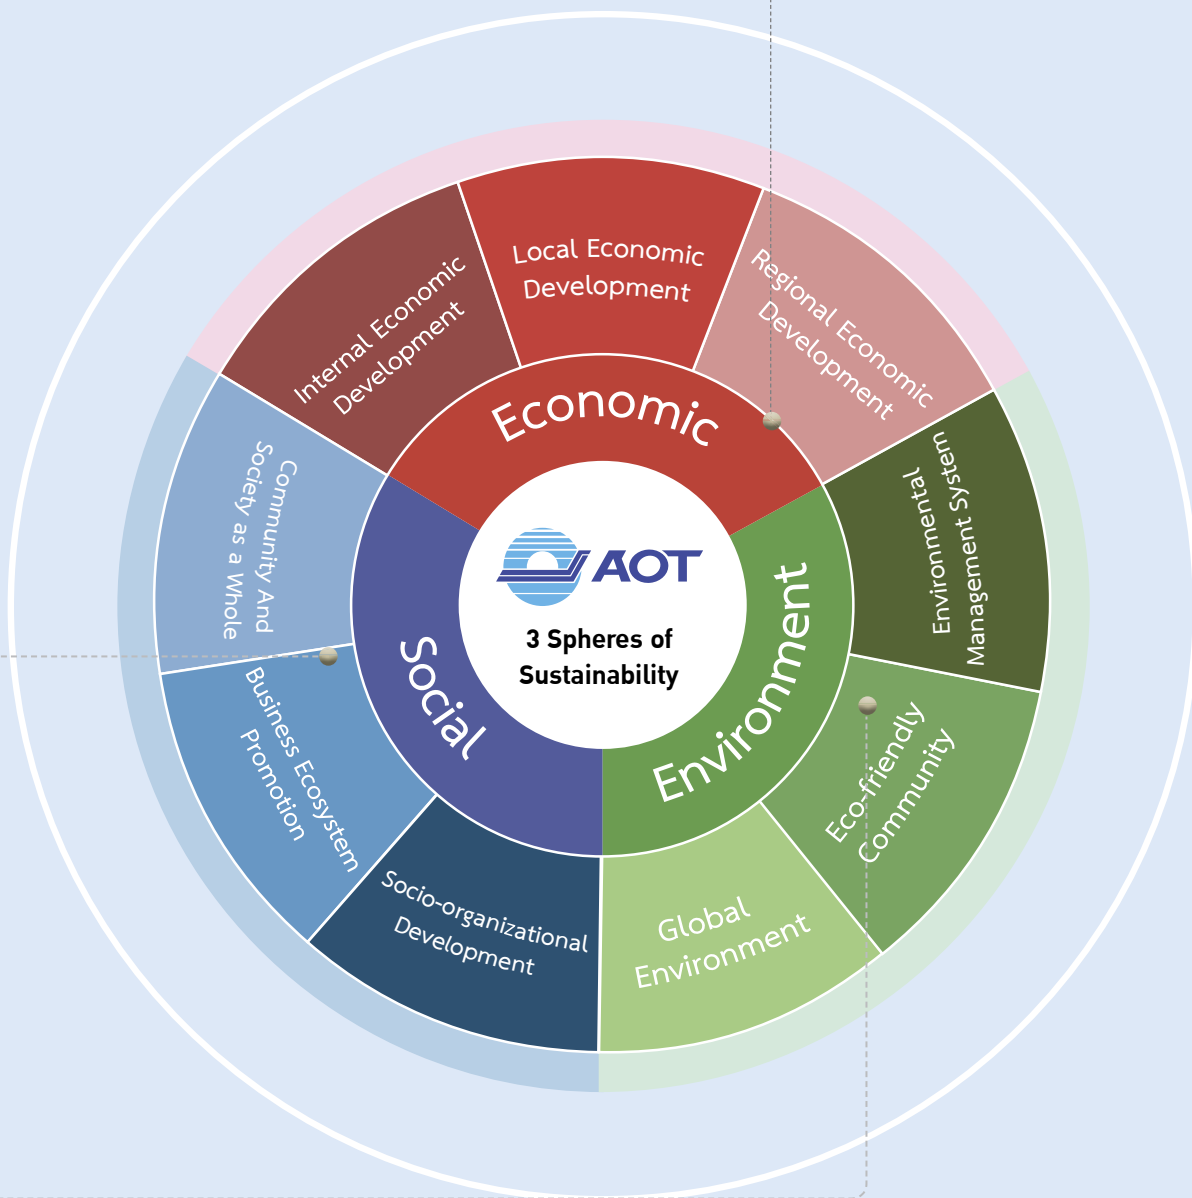 AOT
3 Spheres of
Sustainability
Economic
Internal Economic
Development
Local Economic
Development
Regional Economic
Development
Environment
Environmental
Management System
Eco-friendly
Community
Global
Environment
Social
Socio-organizational
Development
Business Ecosystem
Promotion
Community And
Society as a Whole